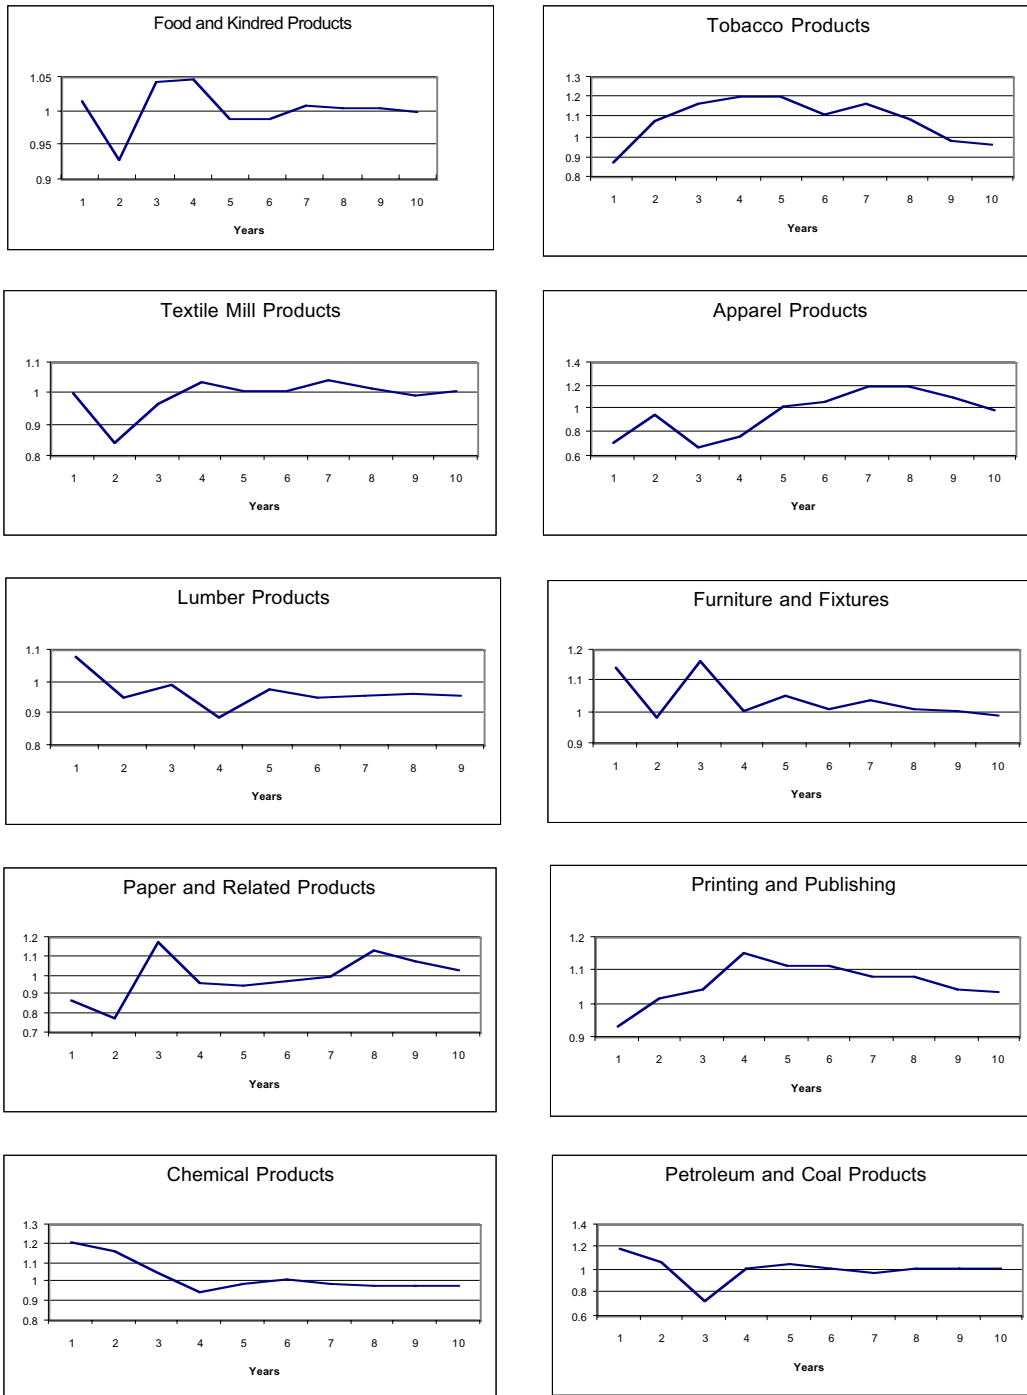 Food and Kindred Products
1.05
1
0.95
0.9
1 2 3 4 5 6 7 8 9 10
Years
Tobacco Products
1.3
1.2
1.1
1
0.9
0.8
1 2 3 4 5 6 7 8 9 10
Years
Textile Mill Products
1.1
1
0.9
0.8
1 2 3 4 5 6 7 8 9 10
Years
Apparel Products
1.4
1.2
1
0.8
0.6
1 2 3 4 5 6 7 8 9 10
Year
Lumber Products
1.1
1
0.9
0.8
1 2 3 4 5 6 7 8 9
Years
Furniture and Fixtures
1.2
1.1
1
0.9
1 2 3 4 5 6 7 8 9 10
Years
Paper and Related Products
1.2
1.1
1
0.9
0.8
0.7
1 2 3 4 5 6 7 8 9 10
Years
Printing and Publishing
1.2
1.1
1
0.9
1 2 3 4 5 6 7 8 9 10
Years
Chemical Products
1.3
1.2
1.1
1
0.9
0.8
1 2 3 4 5 6 7 8 9 10
Years
Petroleum and Coal Products
1.4
1.2
1
0.8
0.6
1 2 3 4 5 6 7 8 9 10
Years